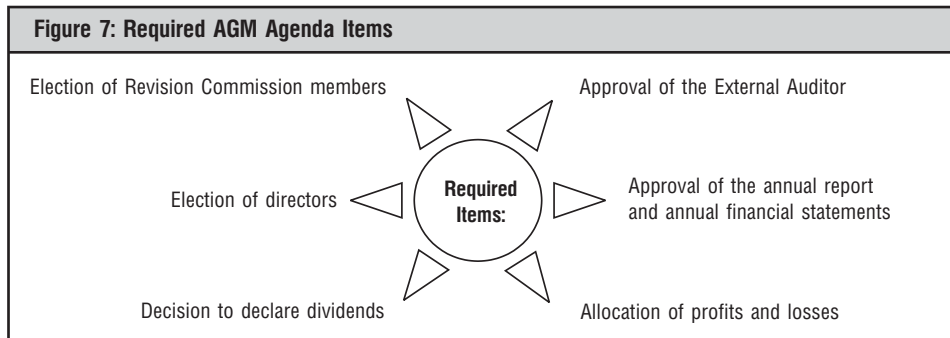 Figure 7: Required AGM Agenda Items
Election of Revision Commission members
Approval of the External Auditor
Election of directors
Required
Items:
Approval of the annual report
and annual financial statements
Decision to declare dividends
Allocation of profits and losses